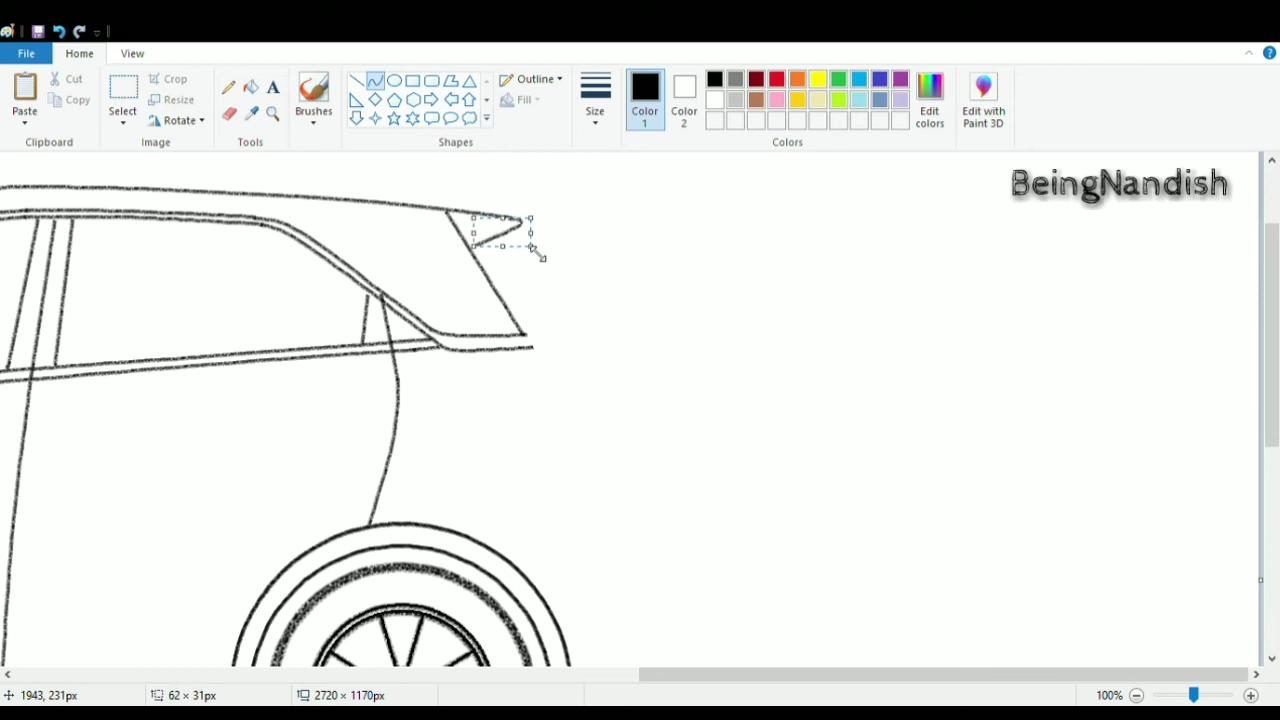 File Home View
Paste
Cut
Copy
Clipboard
Select
Crop
Resize
Rotate
Image
A
Tools
Brushes
Outline
Fill
Shapes
Size
Color 1
Color 2
Edit colors
Edit with Paint 3D
Colors
BeingNandish
1943, 231px
62 × 31px
2720 × 1170px
100%